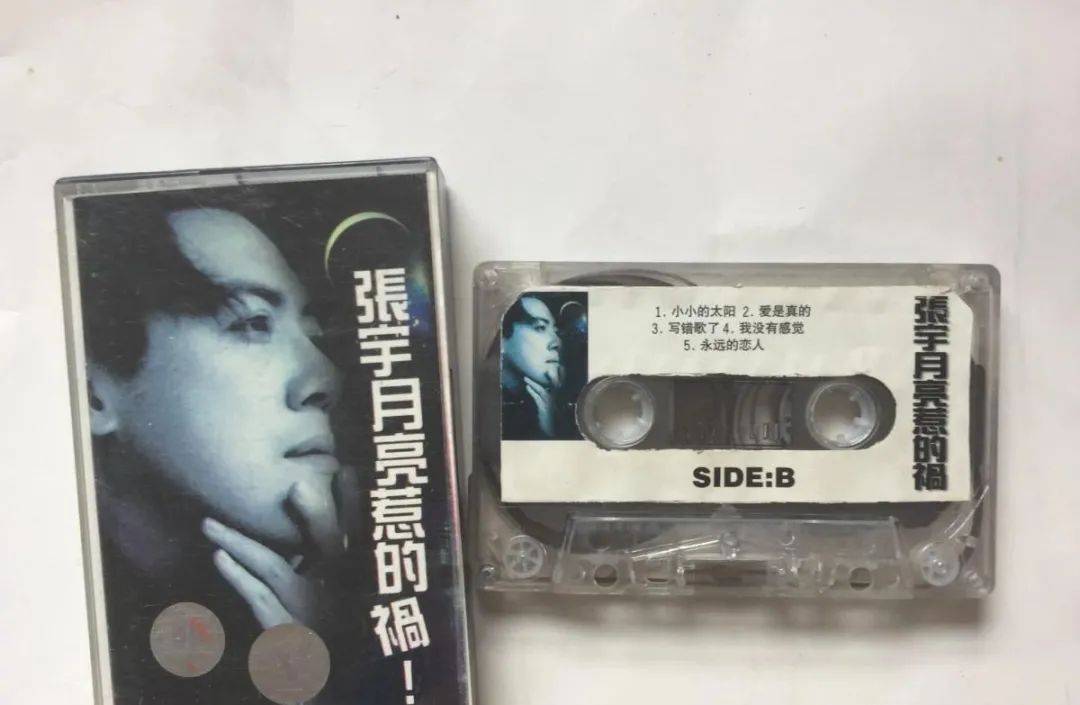 張宇月亮惹的禍！
1. 小小的太阳 2. 爱是真的
3. 写错歌了 4. 我没有感觉
5. 永远的恋人
SIDE:B
張宇月亮惹的禍